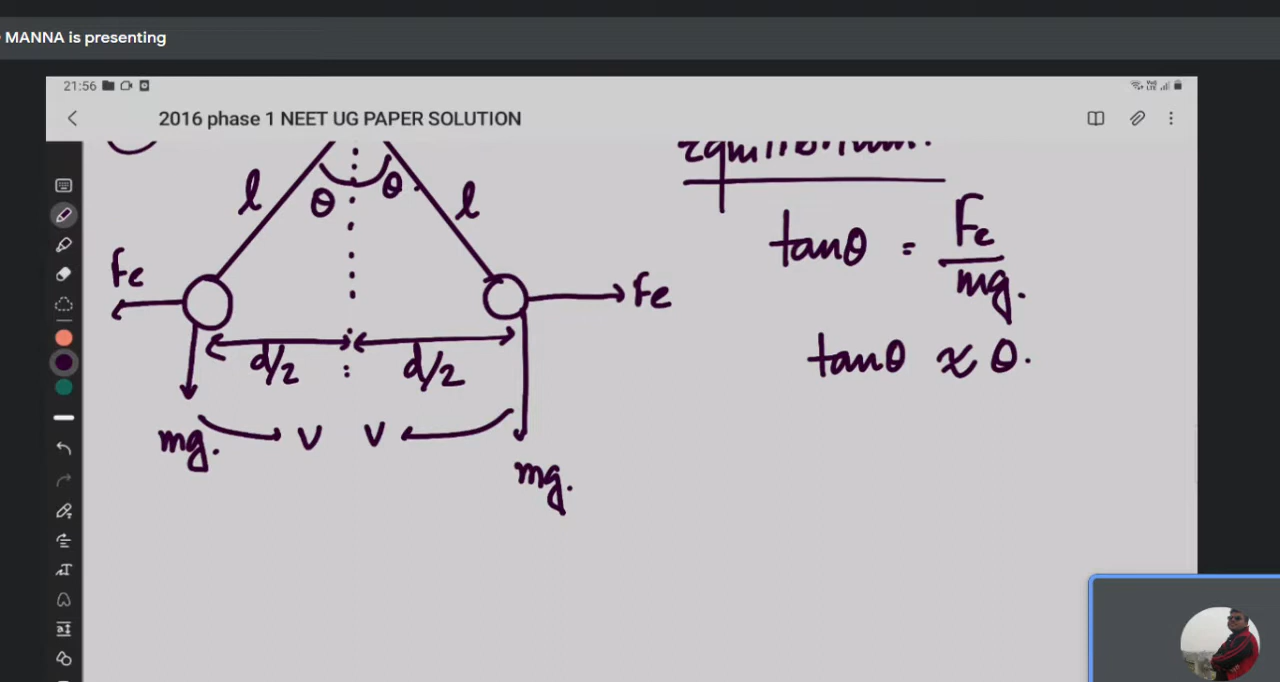 MANNA is presenting
21:56
2016 phase 1 NEET UG PAPER SOLUTION
Equilibrium.
l θ θ l
tanθ = Fe/mg.
Fe Fe
tanθ ≈ θ.
d/2 d/2
mg. v v
mg.